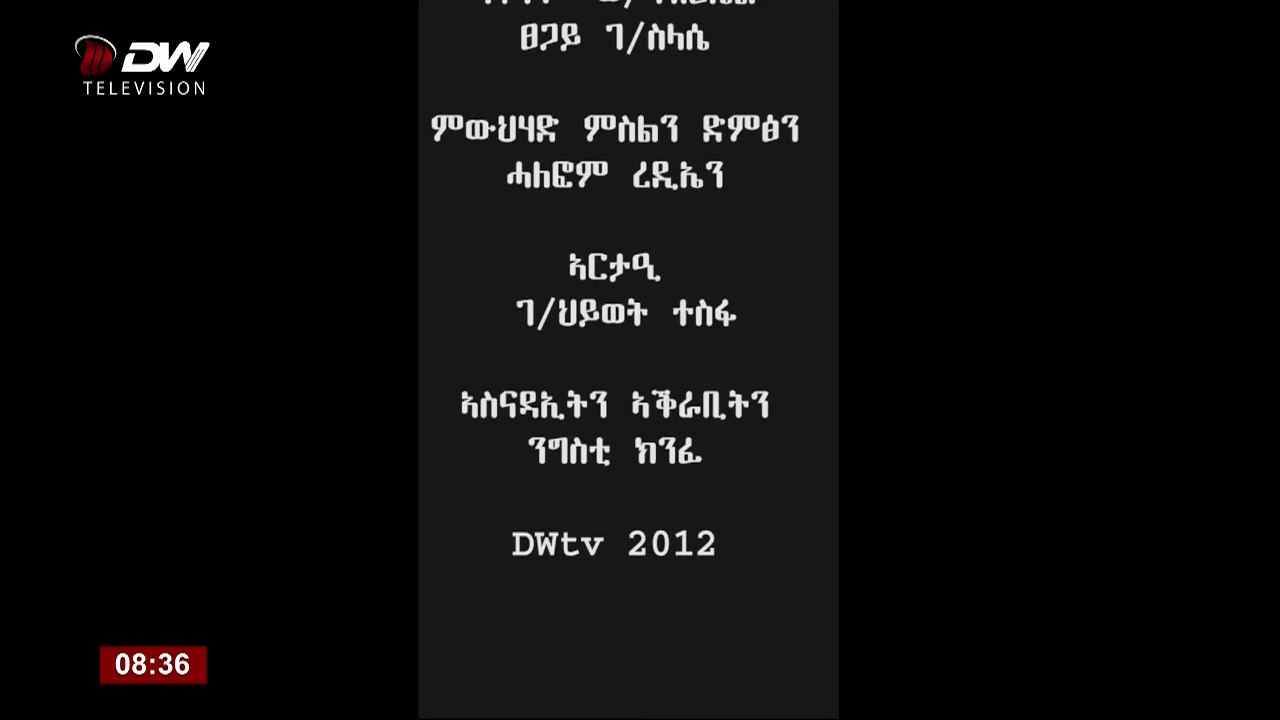 DW
TELEVISION
ፀጋይ ገ/ስላሴ
ምውህሃድ ምስልን ድምፅን
ሓለፎም ረዲኤን
ኣርታዒ
ገ/ህይወት ተስፋ
ኣስናዳኢትን ኣቕራቢትን
ንግስቲ ክንፈ
DWtv 2012
08:36